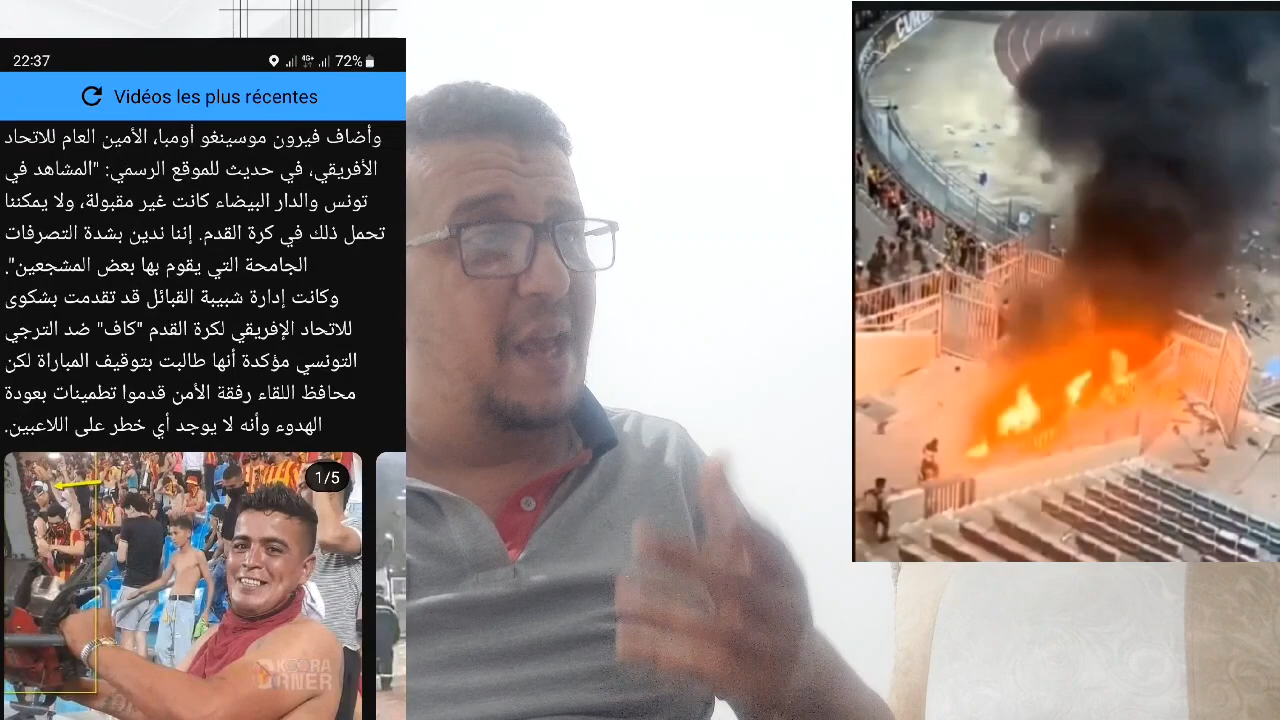 22:37
4G+
72%
Vidéos les plus récentes
وأضاف فيرون موسينغو أومبا، الأمين العام للاتحاد
الأفريقي، في حديث للموقع الرسمي: "المشاهد في
تونس والدار البيضاء كانت غير مقبولة، ولا يمكننا
تحمل ذلك في كرة القدم. إننا ندين بشدة التصرفات
الجامحة التي يقوم بها بعض المشجعين".
وكانت إدارة شبيبة القبائل قد تقدمت بشكوى
للاتحاد الإفريقي لكرة القدم "كاف" ضد الترجي
التونسي مؤكدة أنها طالبت بتوقيف المباراة لكن
محافظ اللقاء رفقة الأمن قدموا تطمينات بعودة
الهدوء وأنه لا يوجد أي خطر على اللاعبين.
1/5